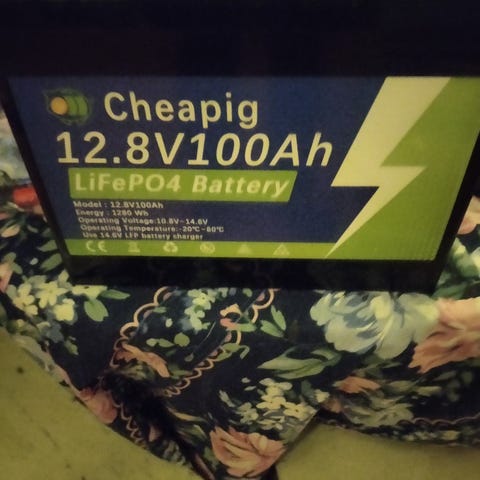 Cheapig
12.8V100Ah
LiFePO4 Battery
Model : 12.8V100Ah
Energy : 1280 Wh
Operating Voltage:10.8V~14.6V
Operating Temperature:-20℃~60℃
Use 14.6V LFP battery charger
CE